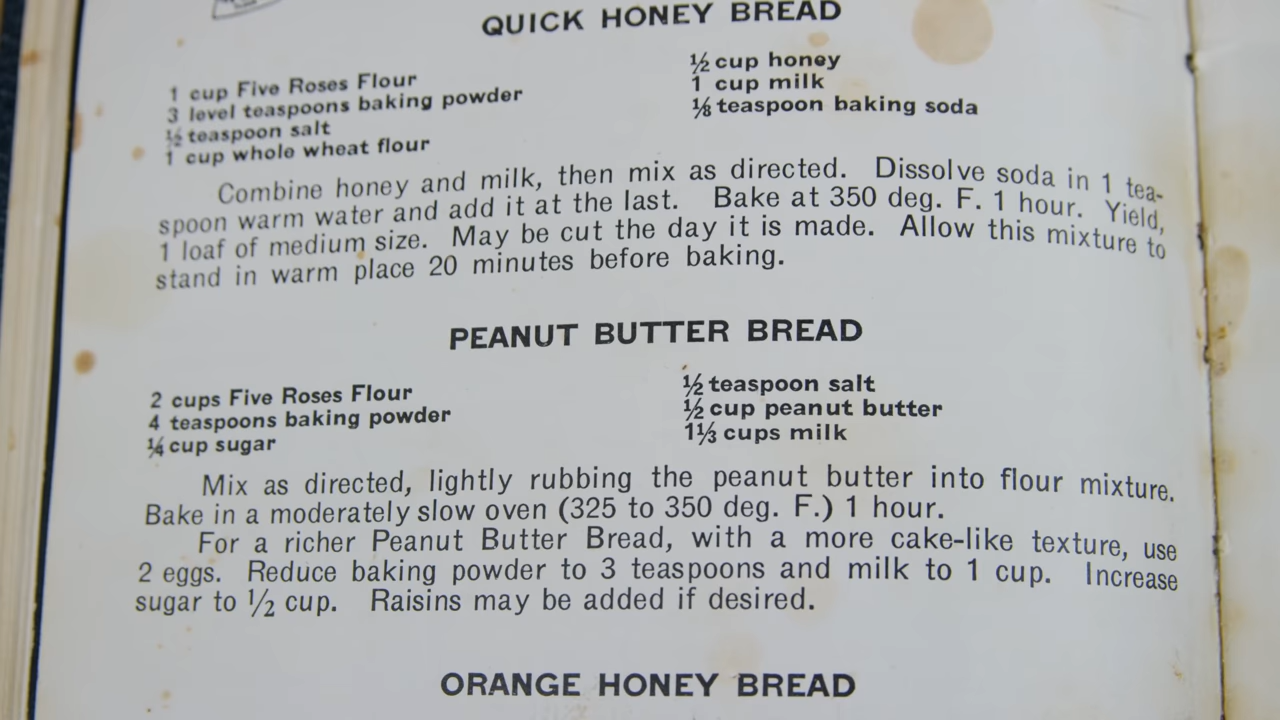 QUICK HONEY BREAD
1 cup Five Roses Flour
3 level teaspoons baking powder
½ teaspoon salt
1 cup whole wheat flour
½ cup honey
1 cup milk
⅛ teaspoon baking soda
Combine honey and milk, then mix as directed. Dissolve soda in 1 tea-
spoon warm water and add it at the last. Bake at 350 deg. F. 1 hour. Yield,
1 loaf of medium size. May be cut the day it is made. Allow this mixture to
stand in warm place 20 minutes before baking.
PEANUT BUTTER BREAD
2 cups Five Roses Flour
4 teaspoons baking powder
¼ cup sugar
½ teaspoon salt
½ cup peanut butter
1⅓ cups milk
Mix as directed, lightly rubbing the peanut butter into flour mixture.
Bake in a moderately slow oven (325 to 350 deg. F.) 1 hour.
For a richer Peanut Butter Bread, with a more cake-like texture, use
2 eggs. Reduce baking powder to 3 teaspoons and milk to 1 cup. Increase
sugar to ½ cup. Raisins may be added if desired.
ORANGE HONEY BREAD